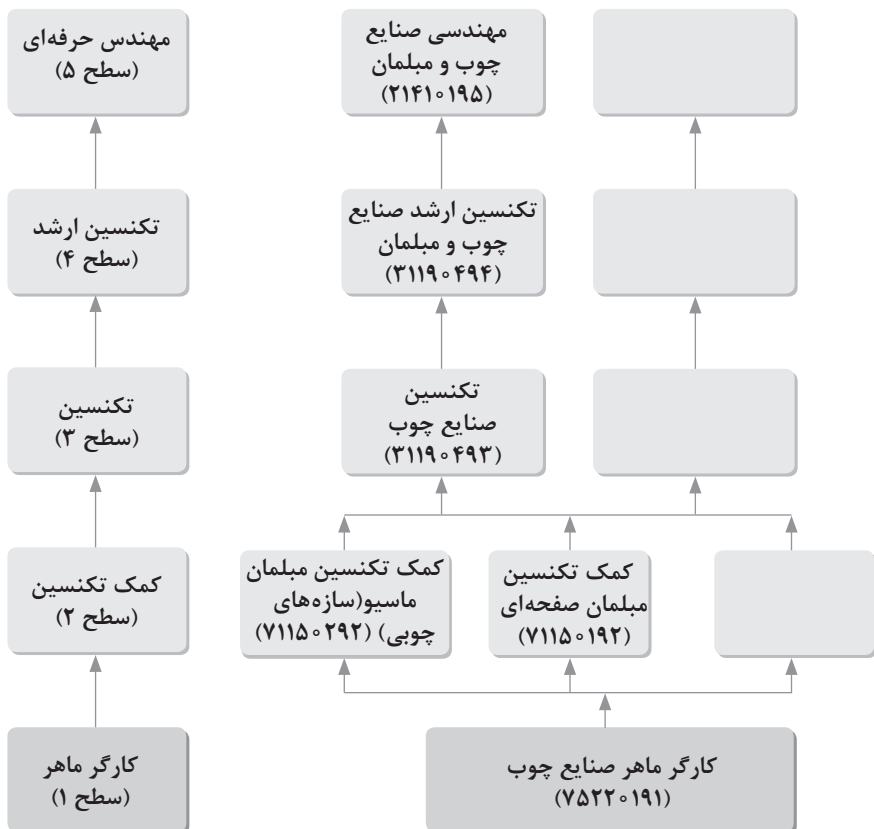 مهندس حرفه‌ای
(سطح ۵)
مهندسی صنایع
چوب و مبلمان
(۲۱۴۱۰۱۹۵)
تکنسین ارشد
(سطح ۴)
تکنسین ارشد صنایع
چوب و مبلمان
(۳۱۱۹۰۴۹۴)
تکنسین
(سطح ۳)
تکنسین
صنایع چوب
(۳۱۱۹۰۴۹۳)
کمک تکنسین
(سطح ۲)
کمک تکنسین مبلمان
ماسیو(سازه‌های
چوبی) (۷۱۱۵۰۲۹۲)
کمک تکنسین
مبلمان صفحه‌ای
(۷۱۱۵۰۱۹۲)
کارگر ماهر
(سطح ۱)
کارگر ماهر صنایع چوب
(۷۵۲۲۰۱۹۱)